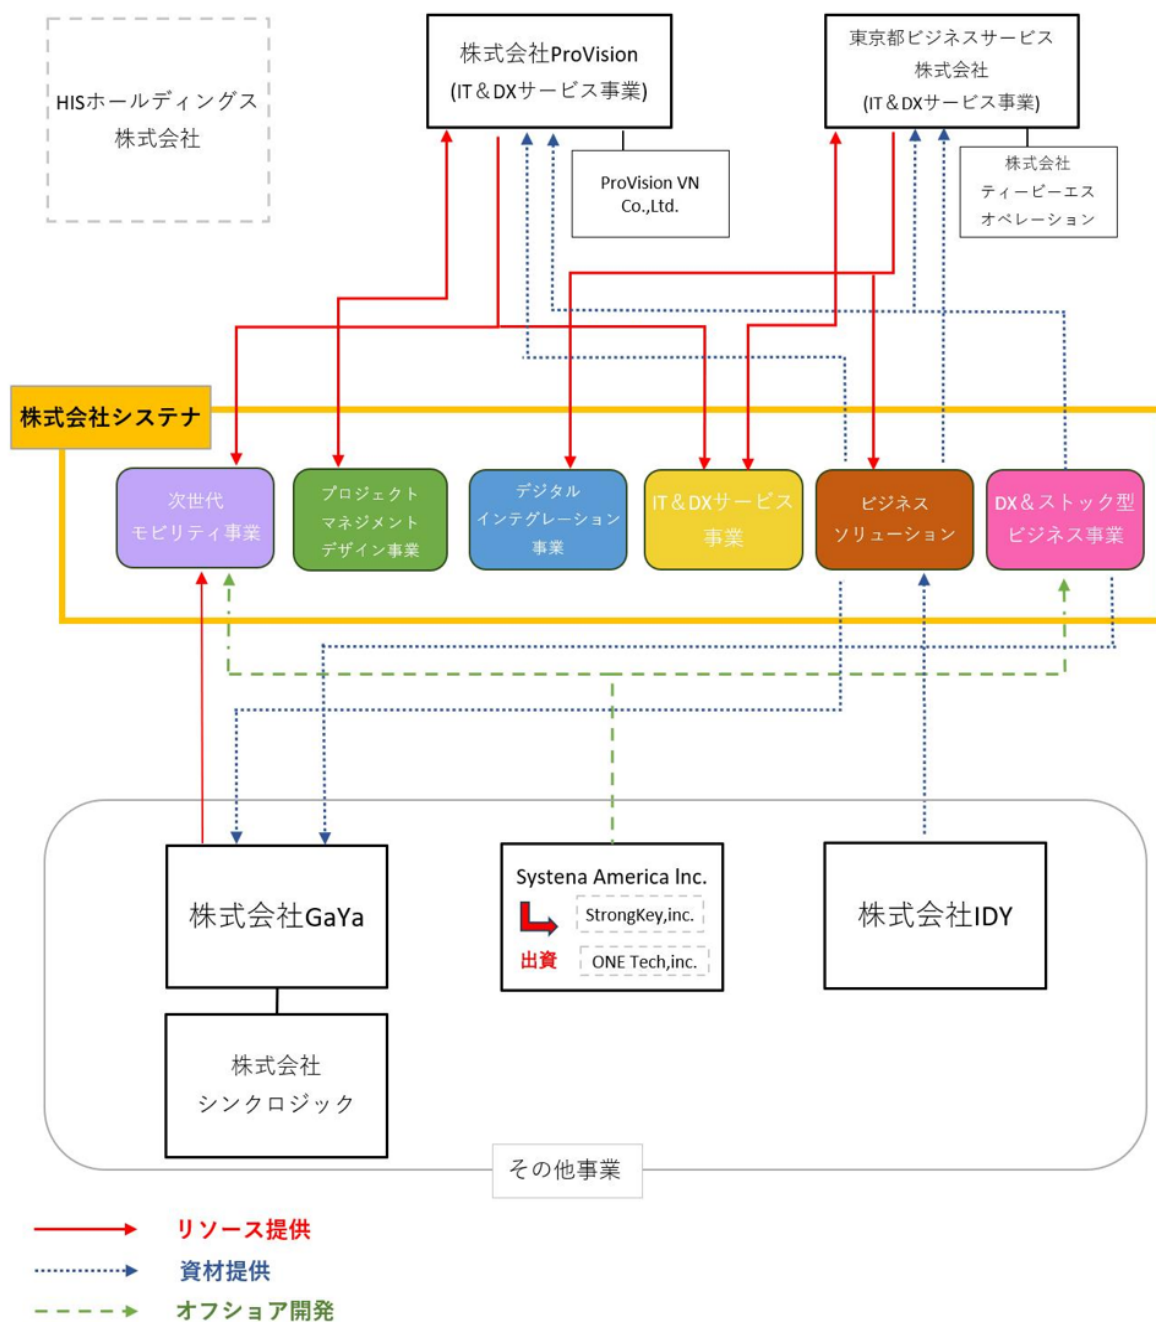 HISホールディングス
株式会社
株式会社ProVision
(IT＆DXサービス事業)
ProVision VN
Co.,Ltd.
東京都ビジネスサービス
株式会社
(IT＆DXサービス事業)
株式会社
ティービーエス
オペレーション
株式会社システナ
次世代
モビリティ事業
プロジェクト
マネジメント
デザイン事業
デジタル
インテグレーション
事業
IT＆DXサービス
事業
ビジネス
ソリューション
DX＆ストック型
ビジネス事業
株式会社GaYa
株式会社
シンクロジック
Systena America Inc.
出資
StrongKey,inc.
ONE Tech,inc.
株式会社IDY
その他事業
リソース提供
資材提供
オフショア開発